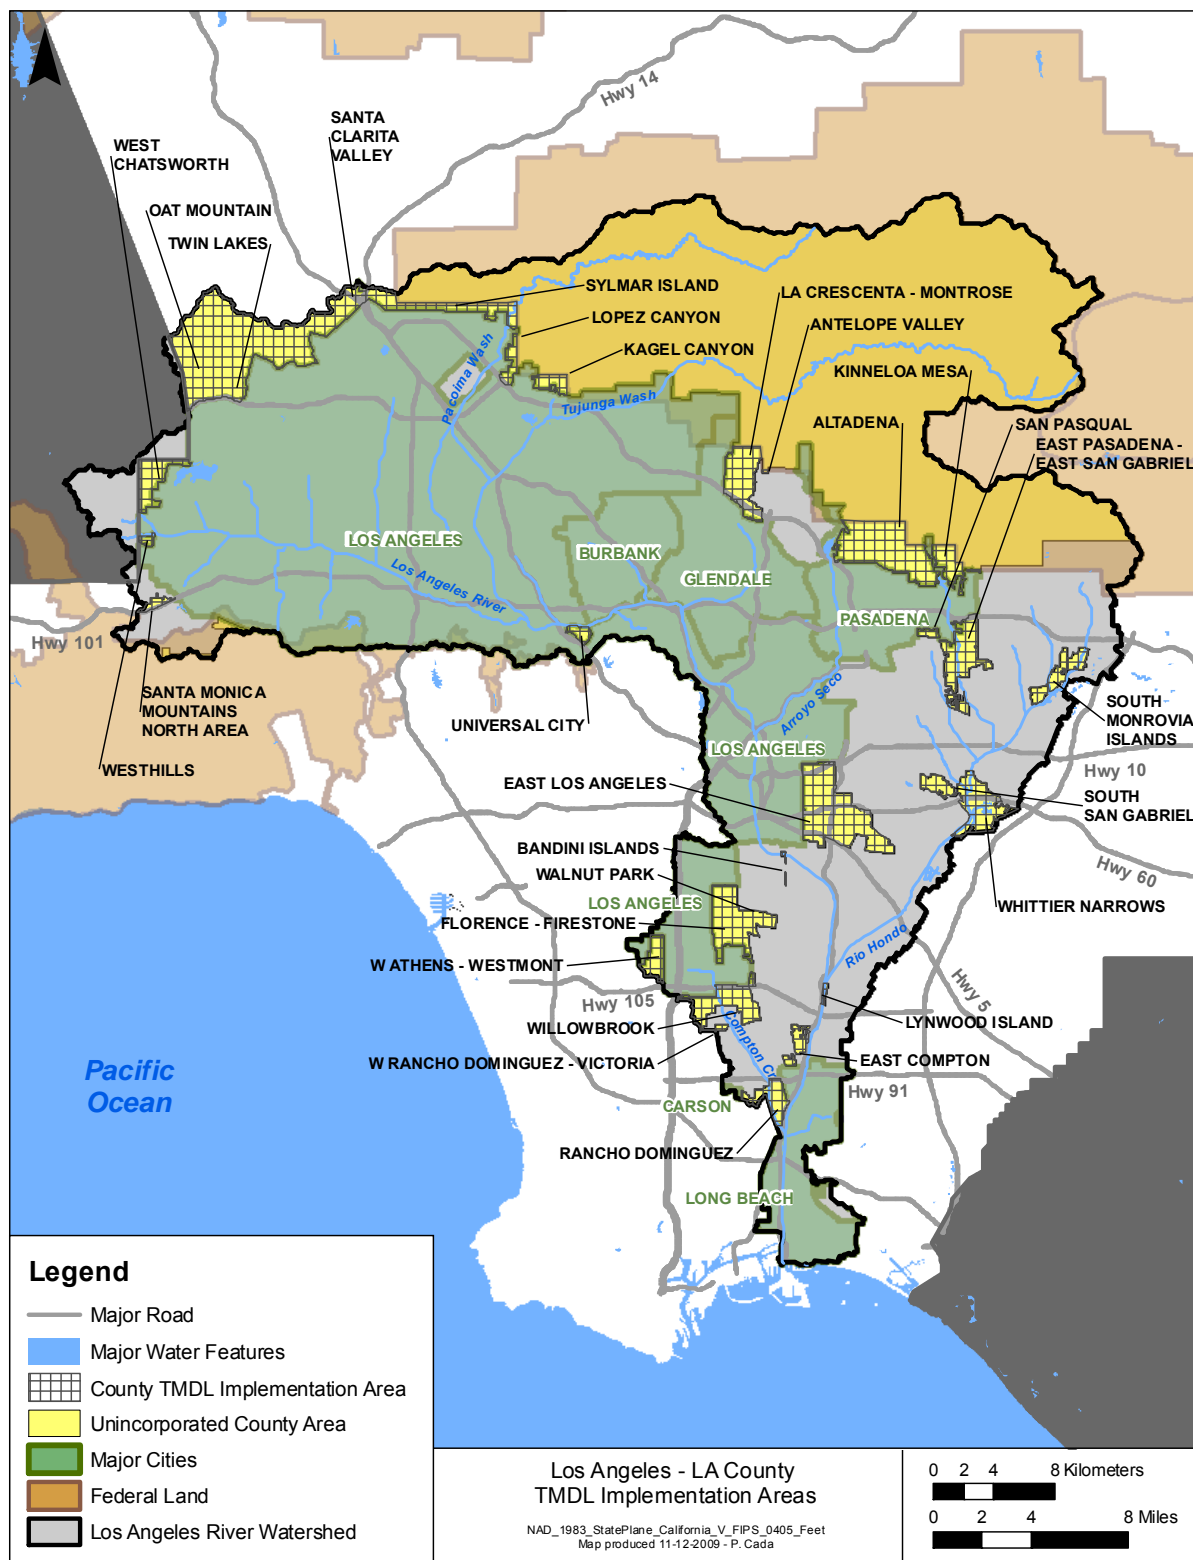 Hwy 14
SANTA
CLARITA
VALLEY
WEST
CHATSWORTH
OAT MOUNTAIN
TWIN LAKES
SYLMAR ISLAND
LA CRESCENTA - MONTROSE
LOPEZ CANYON
ANTELOPE VALLEY
KAGEL CANYON
KINNELOA MESA
Pacoima Wash
Tujunga Wash
ALTADENA
SAN PASQUAL
EAST PASADENA -
EAST SAN GABRIEL
LOS ANGELES
BURBANK
GLENDALE
Los Angeles River
PASADENA
Hwy 101
SANTA MONICA
MOUNTAINS
NORTH AREA
UNIVERSAL CITY
Arroyo Seco
SOUTH
MONROVIA
ISLANDS
WESTHILLS
LOS ANGELES
Hwy 10
EAST LOS ANGELES
SOUTH
SAN GABRIEL
BANDINI ISLANDS
WALNUT PARK
Hwy 60
LOS ANGELES
WHITTIER NARROWS
FLORENCE - FIRESTONE
Rio Hondo
W ATHENS - WESTMONT
Hwy 5
Hwy 105
WILLOWBROOK
LYNWOOD ISLAND
Compton Cr
W RANCHO DOMINGUEZ - VICTORIA
EAST COMPTON
Pacific
Ocean
Hwy 91
CARSON
RANCHO DOMINGUEZ
LONG BEACH
Legend
Major Road
Major Water Features
County TMDL Implementation Area
Unincorporated County Area
Major Cities
Federal Land
Los Angeles River Watershed
Los Angeles - LA County
TMDL Implementation Areas
NAD_1983_StatePlane_California_V_FIPS_0405_Feet
Map produced 11-12-2009 - P. Cada
0 2 4 8 Kilometers
0 2 4 8 Miles